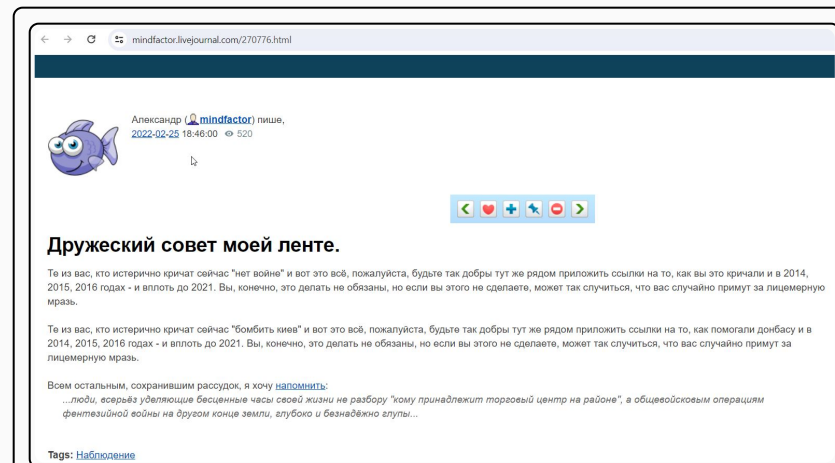 mindfactor.livejournal.com/270776.html
Александр (mindfactor) пише,
2022-02-25 18:46:00 520
Дружеский совет моей ленте.
Те из вас, кто истерично кричат сейчас "нет войне" и вот это всё, пожалуйста, будьте так добры тут же рядом приложить ссылки на то, как вы это кричали и в 2014,
2015, 2016 годах - и вплоть до 2021. Вы, конечно, это делать не обязаны, но если вы этого не сделаете, может так случиться, что вас случайно примут за лицемерную
мразь.
Те из вас, кто истерично кричат сейчас "бомбить киев" и вот это всё, пожалуйста, будьте так добры тут же рядом приложить ссылки на то, как помогали донбасу и в
2014, 2015, 2016 годах - и вплоть до 2021. Вы, конечно, это делать не обязаны, но если вы этого не сделаете, может так случиться, что вас случайно примут за
лицемерную мразь.
Всем остальным, сохранившим рассудок, я хочу напомнить:
...люди, всерьёз уделяющие бесценные часы своей жизни не разбору "кому принадлежит торговый центр на районе", а общевойсковым операциям
фентезийной войны на другом конце земли, глубоко и безнадёжно глупы...
Tags: Наблюдение